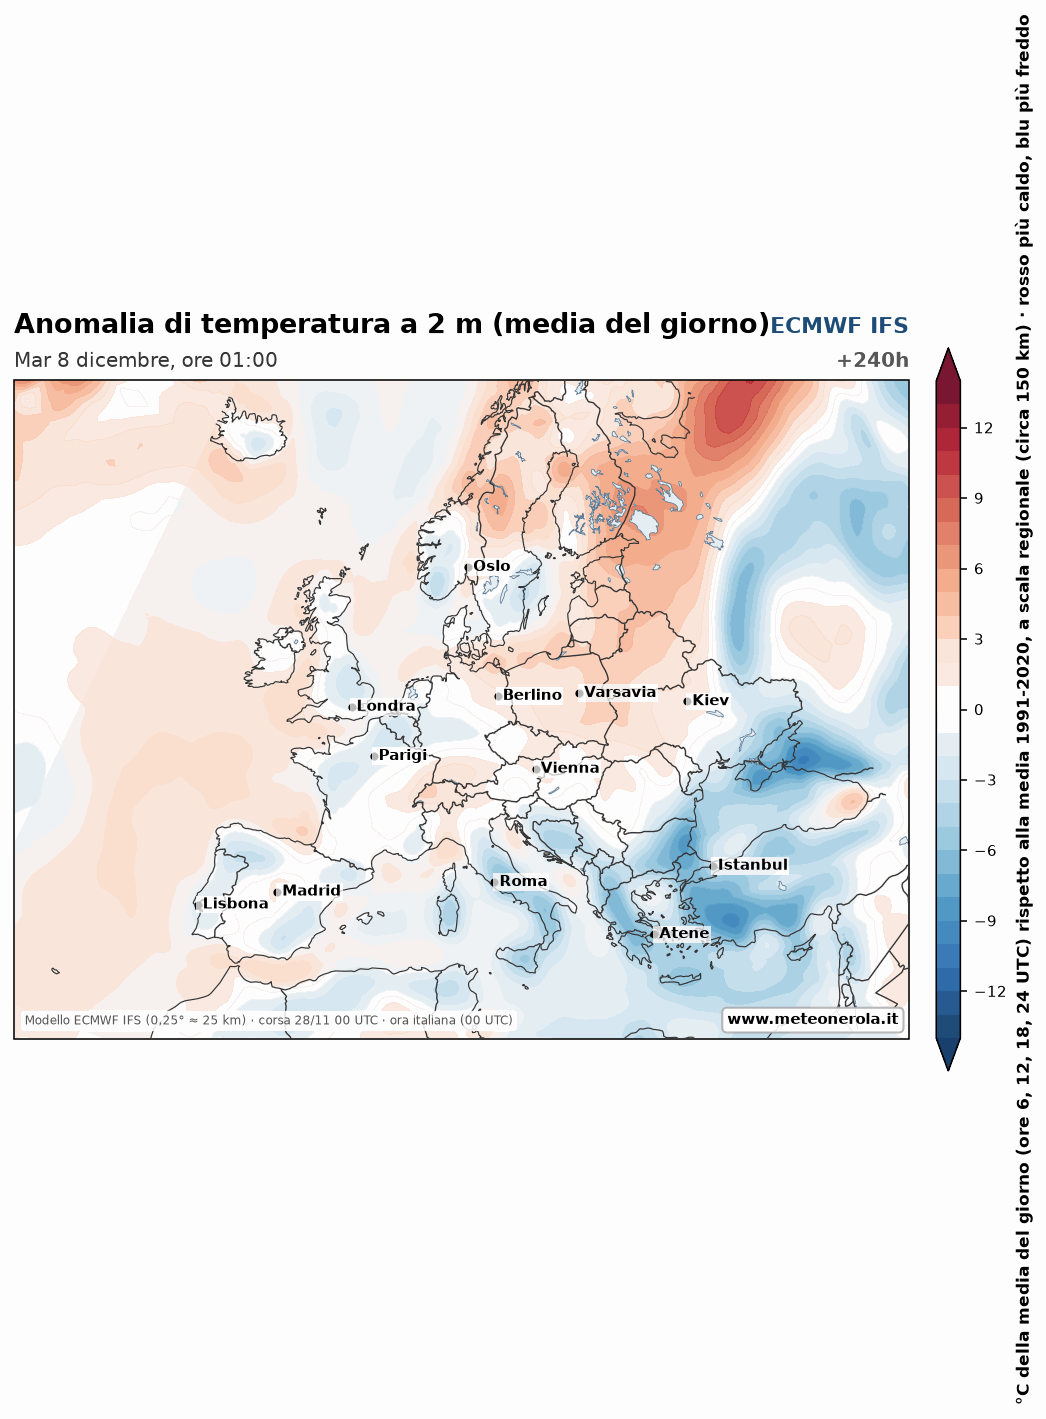 Anomalia di temperatura a 2 m (media del giorno)
ECMWF IFS
Mar 8 dicembre, ore 01:00
+240h
Oslo
Londra
Berlino
Varsavia
Kiev
Parigi
Vienna
Madrid
Lisbona
Roma
Istanbul
Atene
Modello ECMWF IFS (0,25° ≈ 25 km) · corsa 28/11 00 UTC · ora italiana (00 UTC)
www.meteonerola.it
12
9
6
3
0
−3
−6
−9
−12
°C della media del giorno (ore 6, 12, 18, 24 UTC) rispetto alla media 1991-2020, a scala regionale (circa 150 km) · rosso più caldo, blu più freddo